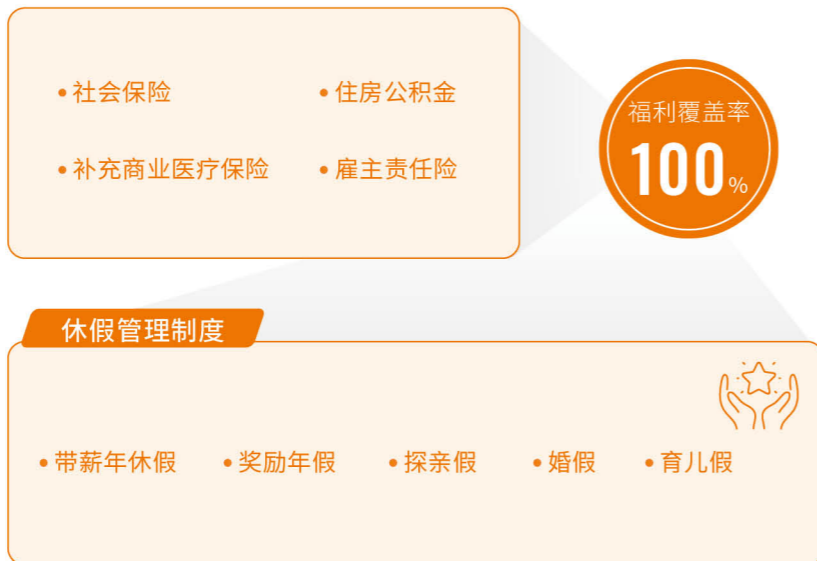 •社会保险 •住房公积金
•补充商业医疗保险 •雇主责任险
福利覆盖率
100%
休假管理制度
•带薪年休假 •奖励年假 •探亲假 •婚假 •育儿假